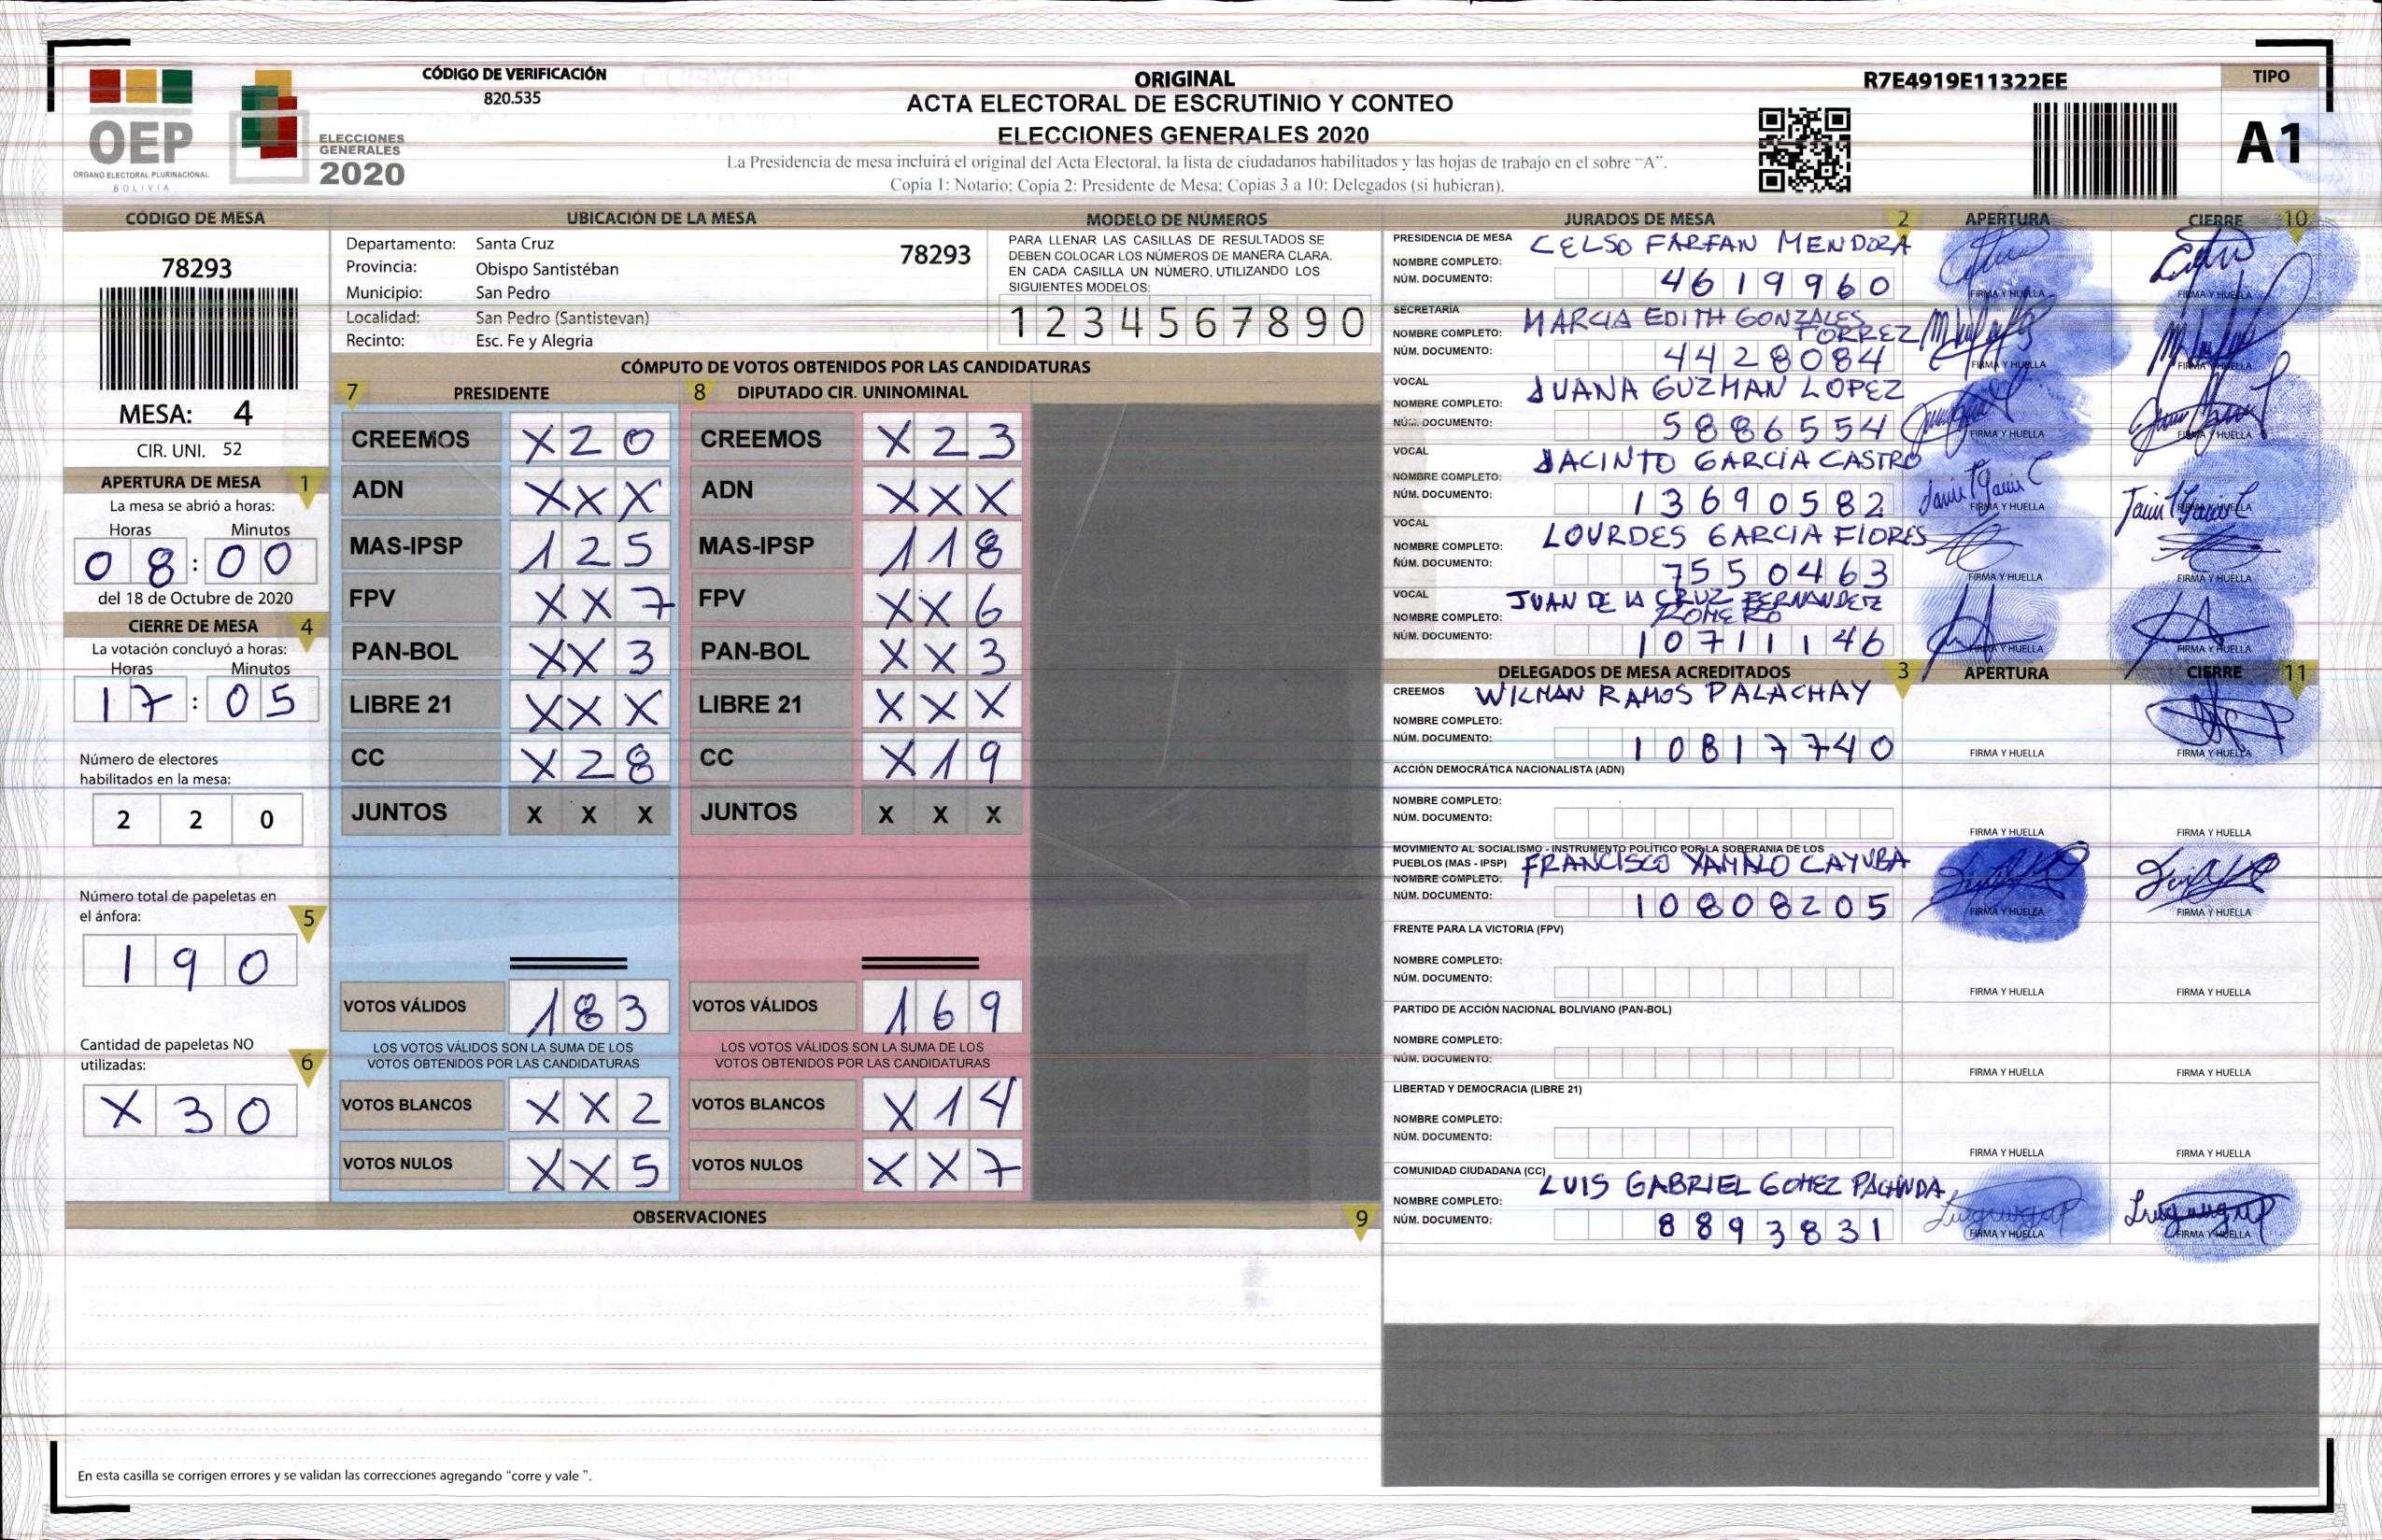 CÓDIGO DE VERIFICACIÓN
820.535
OEP
ORGANO ELECTORAL PLURINACIONAL
BOLIVIA
ELECCIONES
GENERALES
2020
ORIGINAL
ACTA ELECTORAL DE ESCRUTINIO Y CONTEO
ELECCIONES GENERALES 2020
La Presidencia de mesa incluirá el original del Acta Electoral, la lista de ciudadanos habilitados y las hojas de trabajo en el sobre "A".
Copia 1: Notario; Copia 2: Presidente de Mesa; Copias 3 a 10: Delegados (si hubieran).
R7E4919E11322EE
TIPO
A1
CÓDIGO DE MESA
78293
MESA: 4
CIR. UNI. 52
APERTURA DE MESA 1
La mesa se abrió a horas:
Horas Minutos
08:00
del 18 de Octubre de 2020
CIERRE DE MESA 4
La votación concluyó a horas:
Horas Minutos
17:05
Número de electores
habilitados en la mesa:
2 2 0
Número total de papeletas en
el ánfora: 5
1 9 0
Cantidad de papeletas NO
utilizadas: 6
X 3 0
UBICACIÓN DE LA MESA
Departamento: Santa Cruz 78293
Provincia: Obispo Santistéban
Municipio: San Pedro
Localidad: San Pedro (Santistevan)
Recinto: Esc. Fe y Alegria
MODELO DE NÚMEROS
PARA LLENAR LAS CASILLAS DE RESULTADOS SE
DEBEN COLOCAR LOS NÚMEROS DE MANERA CLARA.
EN CADA CASILLA UN NÚMERO, UTILIZANDO LOS
SIGUIENTES MODELOS:
1 2 3 4 5 6 7 8 9 0
CÓMPUTO DE VOTOS OBTENIDOS POR LAS CANDIDATURAS
7 PRESIDENTE 8 DIPUTADO CIR. UNINOMINAL
CREEMOS X 2 0 CREEMOS X 2 3
ADN X X X ADN X X X
MAS-IPSP 1 2 5 MAS-IPSP 1 1 8
FPV X X 7 FPV X X 6
PAN-BOL X X 3 PAN-BOL X X 3
LIBRE 21 X X X LIBRE 21 X X X
CC X 2 8 CC X 1 9
JUNTOS X X X JUNTOS X X X
VOTOS VÁLIDOS 1 8 3 VOTOS VÁLIDOS 1 6 9
LOS VOTOS VÁLIDOS SON LA SUMA DE LOS LOS VOTOS VÁLIDOS SON LA SUMA DE LOS
VOTOS OBTENIDOS POR LAS CANDIDATURAS VOTOS OBTENIDOS POR LAS CANDIDATURAS
VOTOS BLANCOS X X 2 VOTOS BLANCOS X 1 4
VOTOS NULOS X X 5 VOTOS NULOS X X 7
OBSERVACIONES 9
En esta casilla se corrigen errores y se validan las correcciones agregando "corre y vale ".
JURADOS DE MESA 2 APERTURA CIERRE 10
PRESIDENCIA DE MESA CELSO FARFAN MENDOZA
NOMBRE COMPLETO:
NÚM. DOCUMENTO: 4619960 FIRMA Y HUELLA FIRMA Y HUELLA
SECRETARÍA MARCIA EDITH GONZALES
NOMBRE COMPLETO: TORREZ
NÚM. DOCUMENTO: 4428084 FIRMA Y HUELLA FIRMA Y HUELLA
VOCAL JUANA GUZMAN LOPEZ
NOMBRE COMPLETO:
NÚM. DOCUMENTO: 5886554 FIRMA Y HUELLA FIRMA Y HUELLA
VOCAL JACINTO GARCIA CASTRO
NOMBRE COMPLETO:
NÚM. DOCUMENTO: 13690582 FIRMA Y HUELLA FIRMA Y HUELLA
VOCAL LOURDES GARCIA FLORES
NOMBRE COMPLETO:
NÚM. DOCUMENTO: 7550463 FIRMA Y HUELLA FIRMA Y HUELLA
VOCAL JUAN DE LA CRUZ FERNANDEZ
NOMBRE COMPLETO: ROMERO
NÚM. DOCUMENTO: 10711146 FIRMA Y HUELLA FIRMA Y HUELLA
DELEGADOS DE MESA ACREDITADOS 3 APERTURA CIERRE 11
CREEMOS WILMAN RAMOS PALACHAY
NOMBRE COMPLETO:
NÚM. DOCUMENTO: 10817740 FIRMA Y HUELLA FIRMA Y HUELLA
ACCIÓN DEMOCRÁTICA NACIONALISTA (ADN)
NOMBRE COMPLETO:
NÚM. DOCUMENTO: FIRMA Y HUELLA FIRMA Y HUELLA
MOVIMIENTO AL SOCIALISMO - INSTRUMENTO POLÍTICO POR LA SOBERANIA DE LOS
PUEBLOS (MAS - IPSP) FRANCISCO YAMALO CAYUBA
NOMBRE COMPLETO:
NÚM. DOCUMENTO: 10808205 FIRMA Y HUELLA FIRMA Y HUELLA
FRENTE PARA LA VICTORIA (FPV)
NOMBRE COMPLETO:
NÚM. DOCUMENTO: FIRMA Y HUELLA FIRMA Y HUELLA
PARTIDO DE ACCIÓN NACIONAL BOLIVIANO (PAN-BOL)
NOMBRE COMPLETO:
NÚM. DOCUMENTO: FIRMA Y HUELLA FIRMA Y HUELLA
LIBERTAD Y DEMOCRACIA (LIBRE 21)
NOMBRE COMPLETO:
NÚM. DOCUMENTO: FIRMA Y HUELLA FIRMA Y HUELLA
COMUNIDAD CIUDADANA (CC) LUIS GABRIEL GOMEZ
NOMBRE COMPLETO:
NÚM. DOCUMENTO: 8893831 FIRMA Y HUELLA FIRMA Y HUELLA